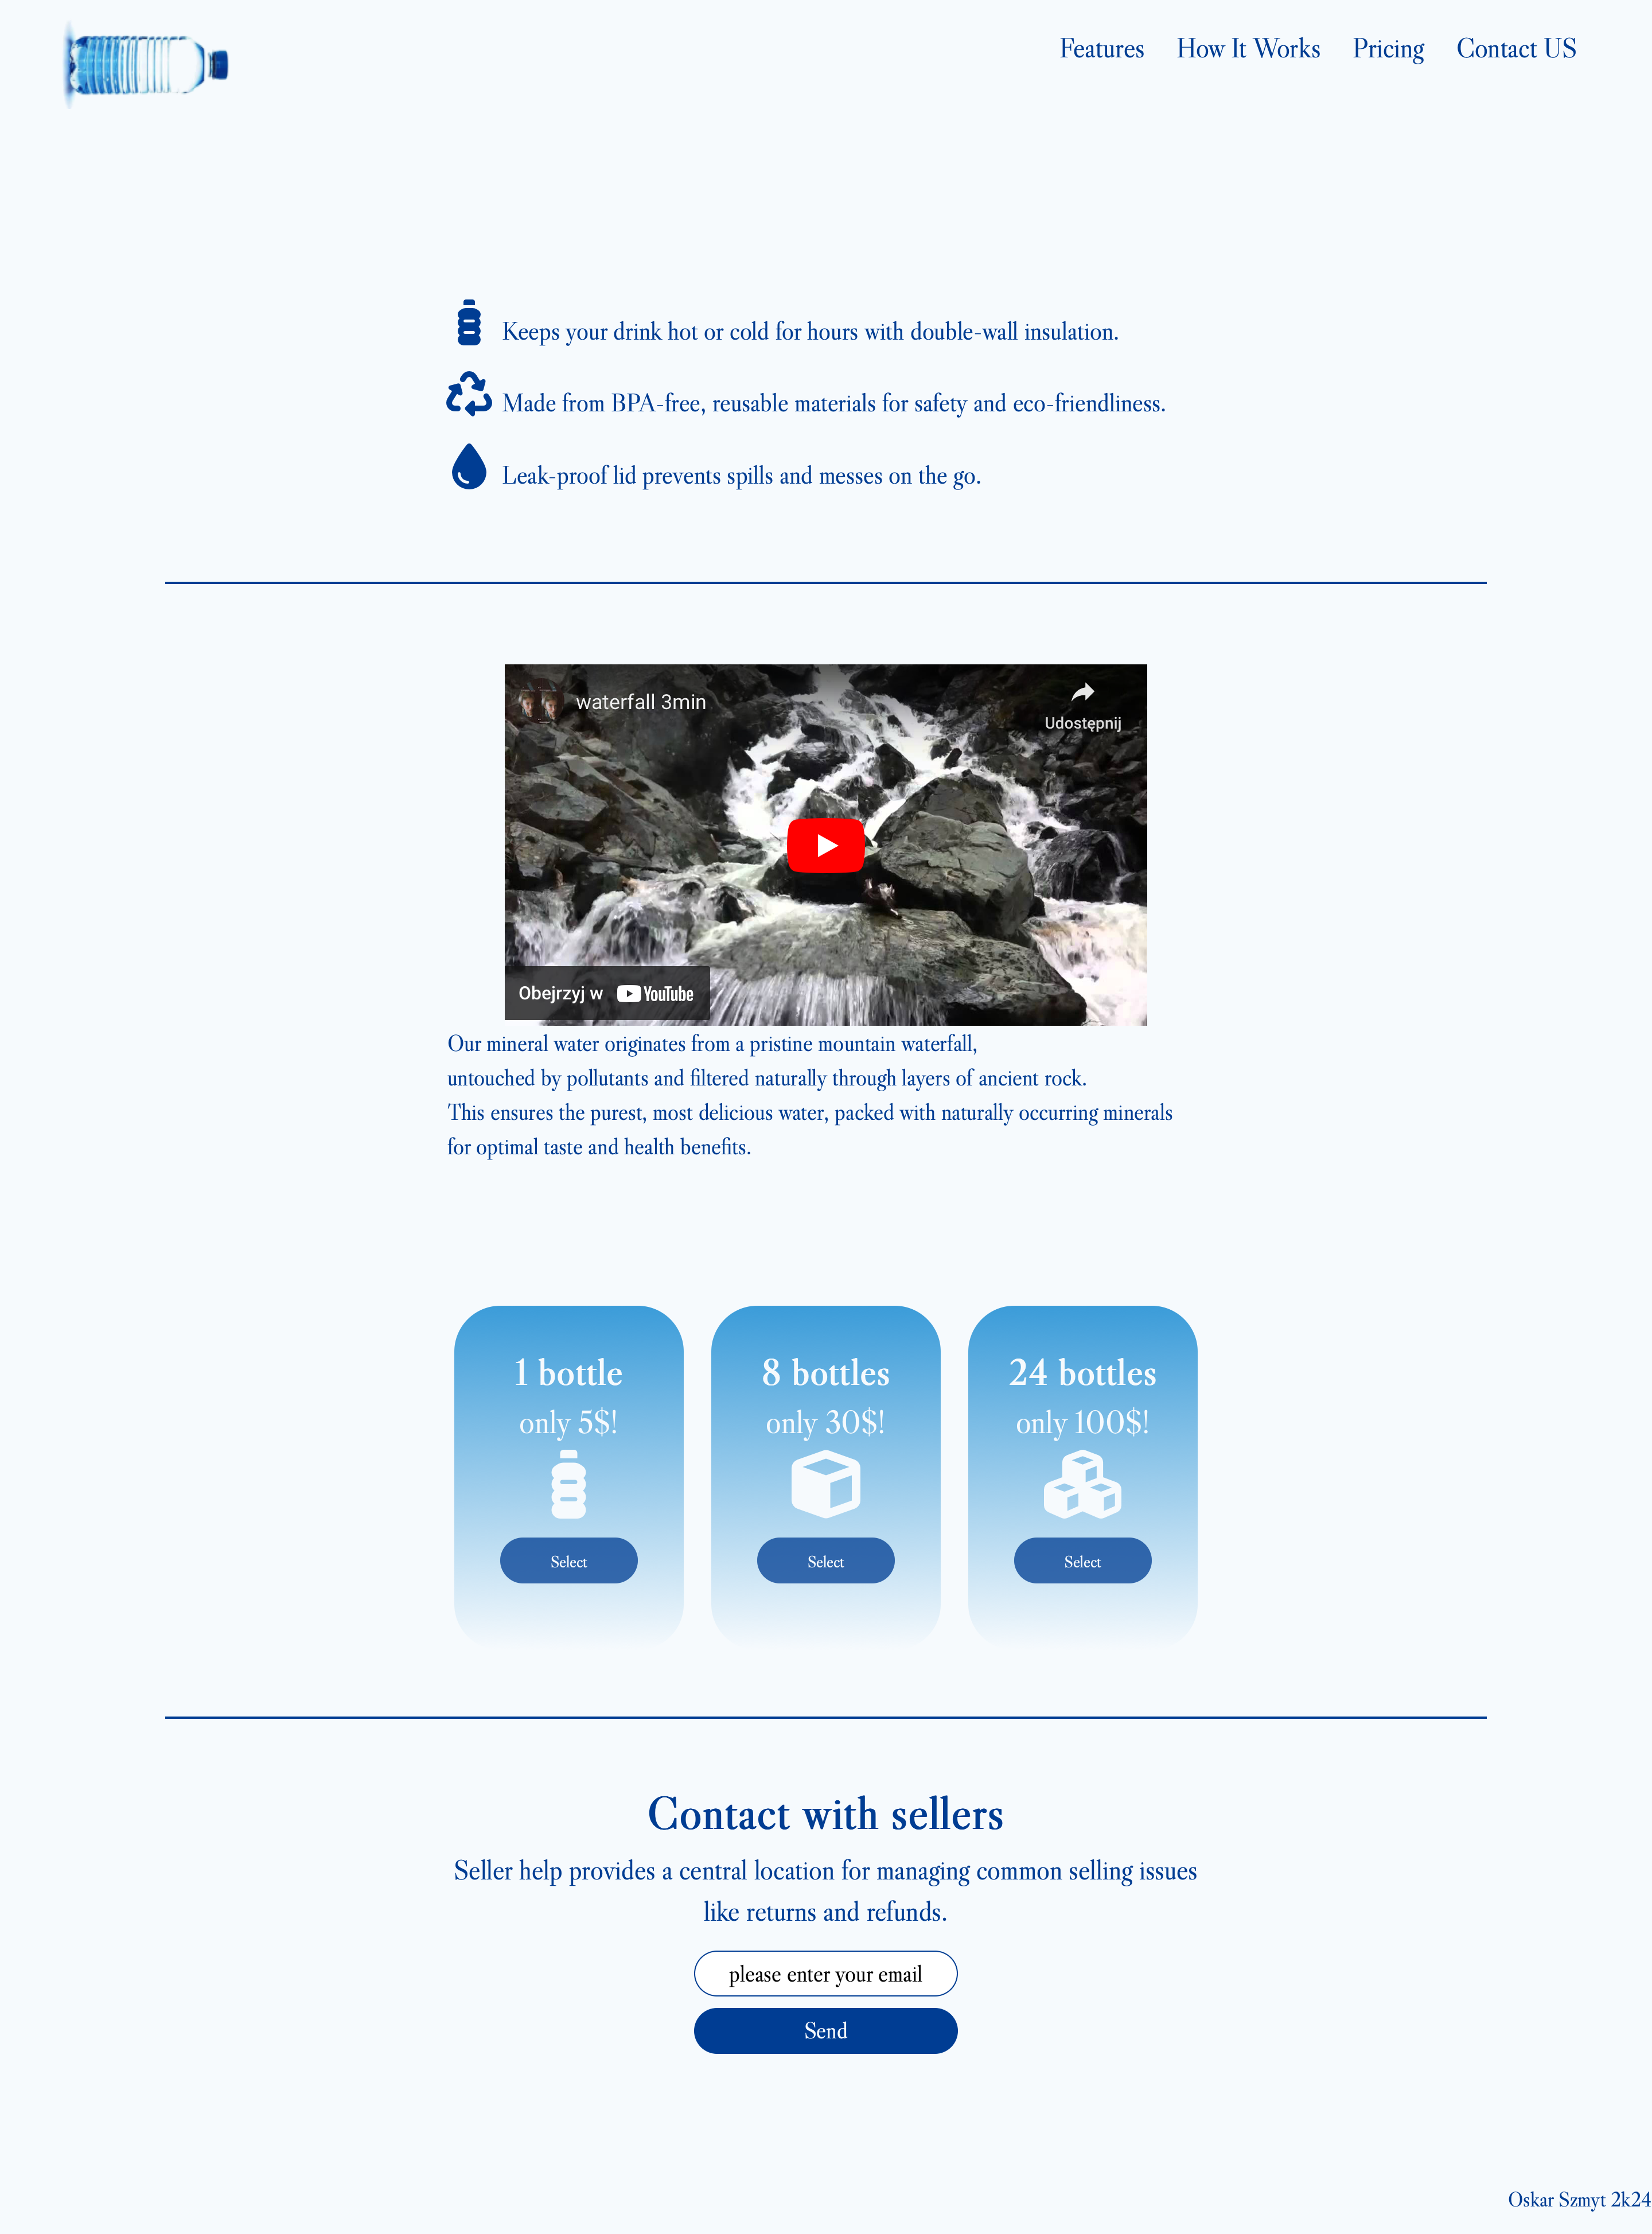 Features How It Works Pricing Contact US
Keeps your drink hot or cold for hours with double-wall insulation.
Made from BPA-free, reusable materials for safety and eco-friendliness.
Leak-proof lid prevents spills and messes on the go.
waterfall 3min
Udostępnij
Obejrzyj w YouTube
Our mineral water originates from a pristine mountain waterfall,
untouched by pollutants and filtered naturally through layers of ancient rock.
This ensures the purest, most delicious water, packed with naturally occurring minerals
for optimal taste and health benefits.
1 bottle
only 5$!
Select
8 bottles
only 30$!
Select
24 bottles
only 100$!
Select
Contact with sellers
Seller help provides a central location for managing common selling issues
like returns and refunds.
please enter your email
Send
Oskar Szmyt 2k24